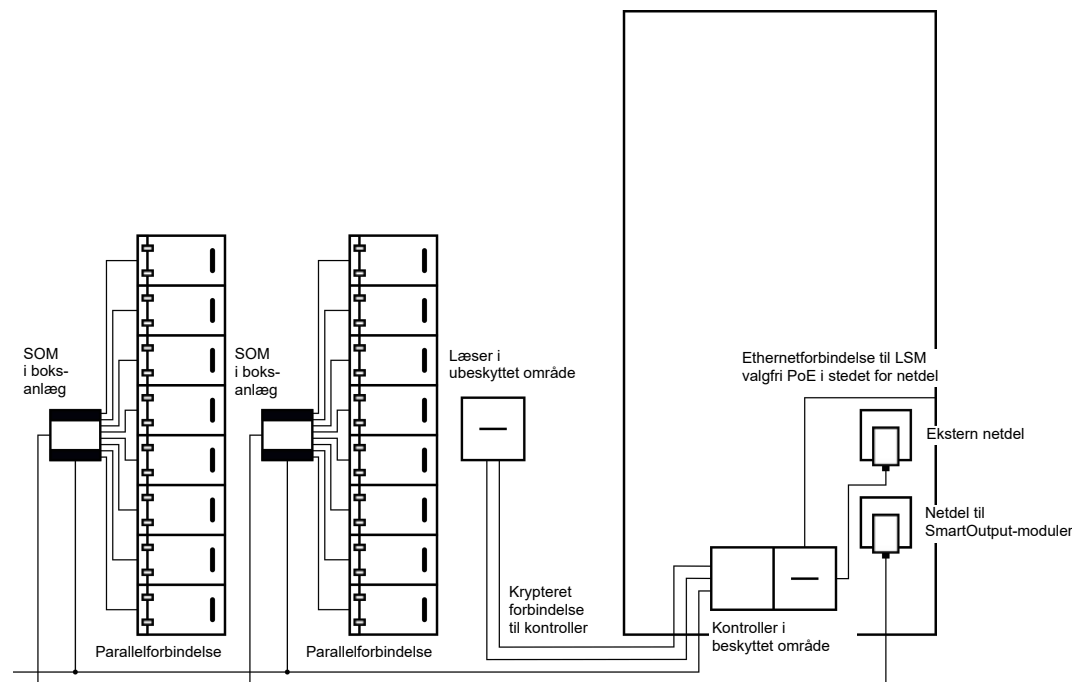 SOM
i boks-
anlæg
SOM
i boks-
anlæg
Læser i
ubeskyttet område
Ethernetforbindelse til LSM
valgfri PoE i stedet for netdel
Ekstern netdel
Netdel til
SmartOutput-moduler
Krypteret
forbindelse
til kontroller
Kontroller i
beskyttet område
Parallelforbindelse
Parallelforbindelse